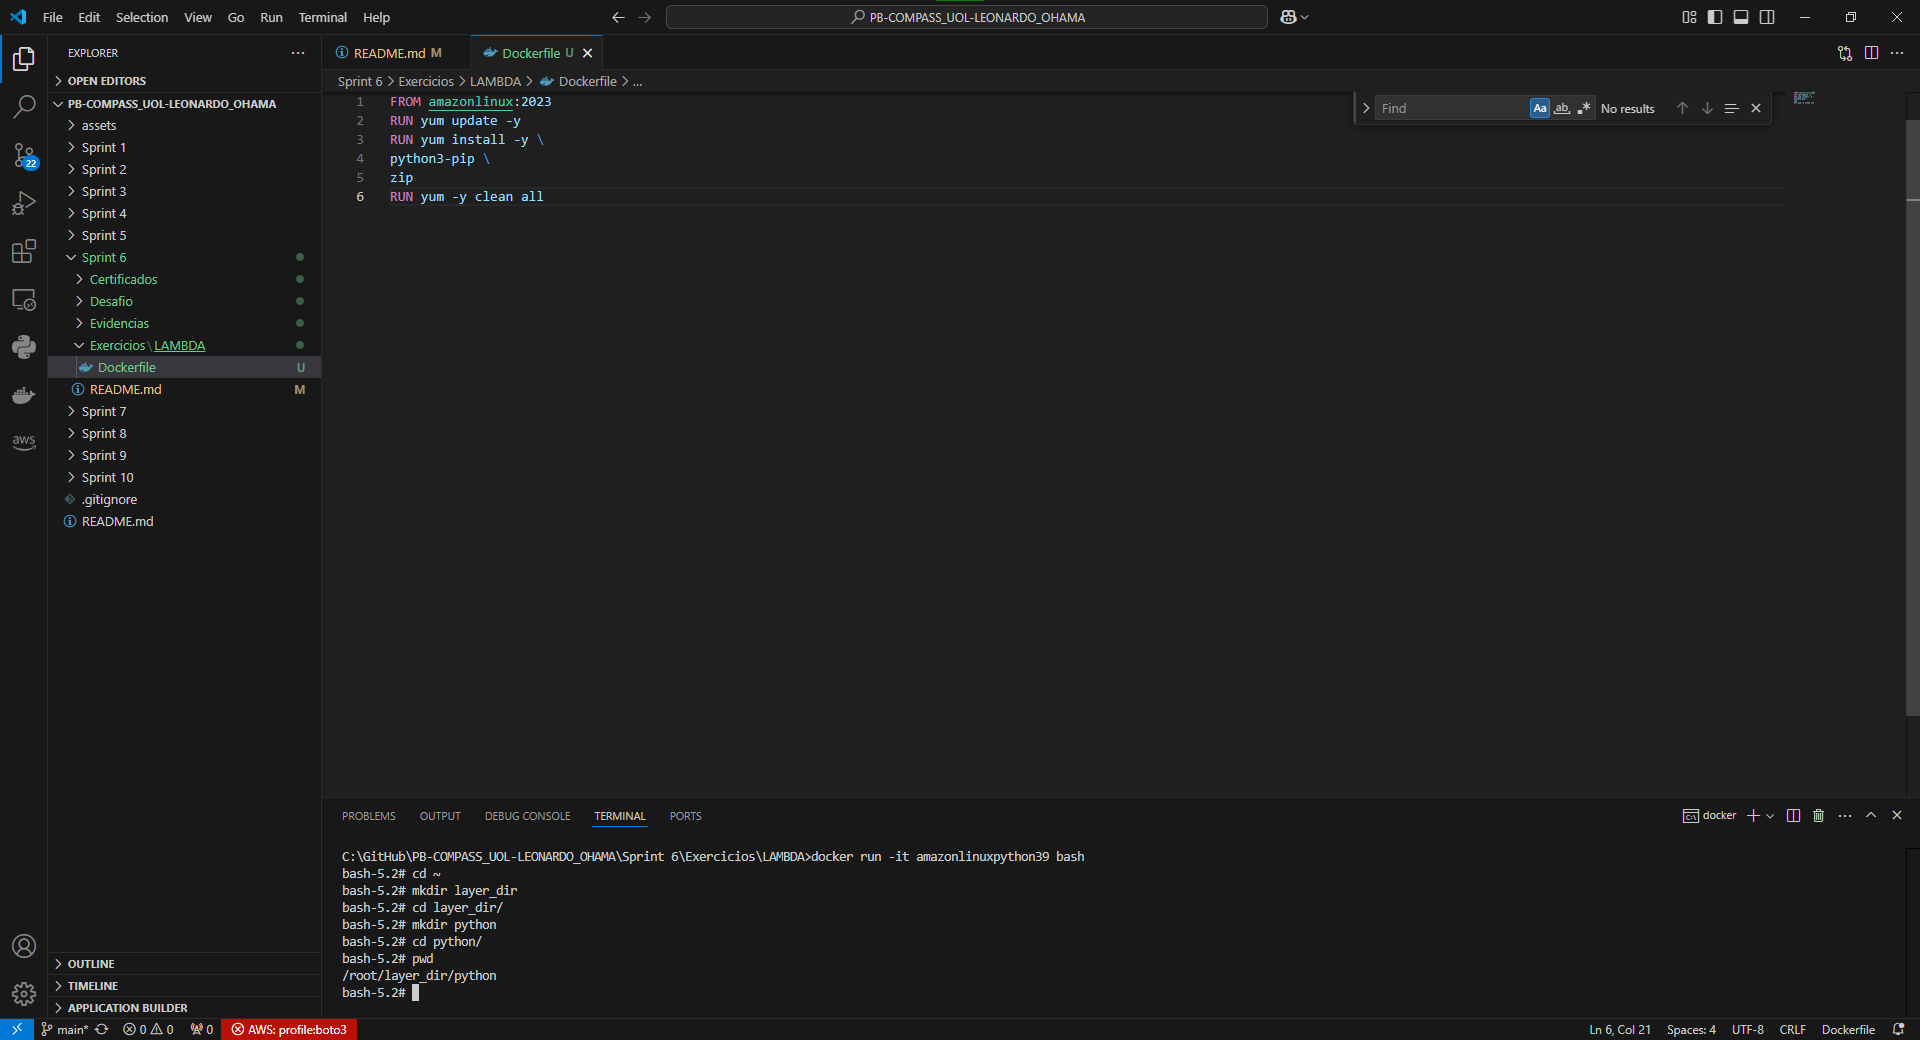 File Edit Selection View Go Run Terminal Help
PB-COMPASS_UOL-LEONARDO_OHAMA
EXPLORER
OPEN EDITORS
PB-COMPASS_UOL-LEONARDO_OHAMA
assets
Sprint 1
Sprint 2
Sprint 3
Sprint 4
Sprint 5
Sprint 6
Certificados
Desafio
Evidencias
Exercicios\LAMBDA
Dockerfile U
README.md M
Sprint 7
Sprint 8
Sprint 9
Sprint 10
.gitignore
README.md
OUTLINE
TIMELINE
APPLICATION BUILDER
22
aws
README.md M
Dockerfile U
Sprint 6 > Exercicios > LAMBDA > Dockerfile > ...
1 FROM amazonlinux:2023
2 RUN yum update -y
3 RUN yum install -y \
4 python3-pip \
5 zip
6 RUN yum -y clean all
Find Aa ab .* No results
PROBLEMS OUTPUT DEBUG CONSOLE TERMINAL PORTS
docker
C:\GitHub\PB-COMPASS_UOL-LEONARDO_OHAMA\Sprint 6\Exercicios\LAMBDA>docker run -it amazonlinuxpython39 bash
bash-5.2# cd ~
bash-5.2# mkdir layer_dir
bash-5.2# cd layer_dir/
bash-5.2# mkdir python
bash-5.2# cd python/
bash-5.2# pwd
/root/layer_dir/python
bash-5.2#
main* 0 0 0 AWS: profile:boto3
Ln 6, Col 21 Spaces: 4 UTF-8 CRLF Dockerfile